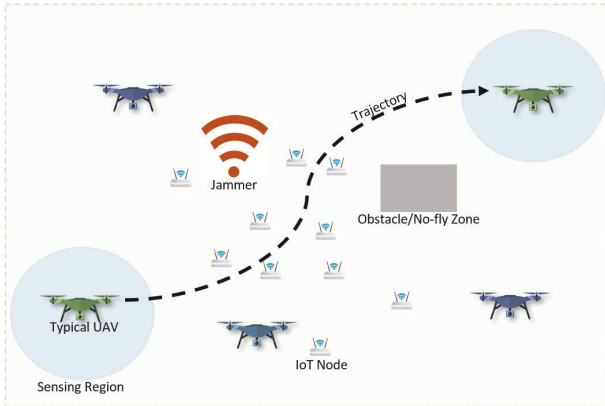 Trajectory
Jammer
Obstacle/No-fly Zone
Typical UAV
IoT Node
Sensing Region